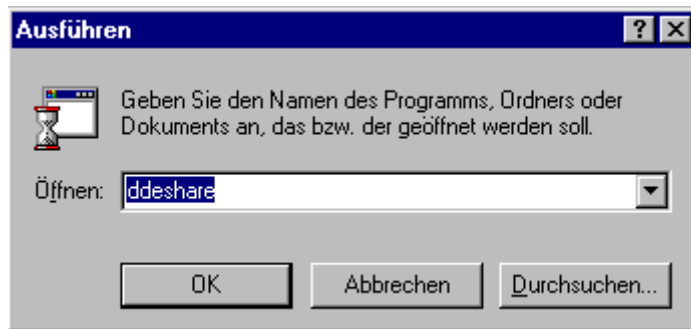 Ausführen
Geben Sie den Namen des Programms, Ordners oder
Dokuments an, das bzw. der geöffnet werden soll.
Öffnen: ddeshare
OK Abbrechen Durchsuchen...